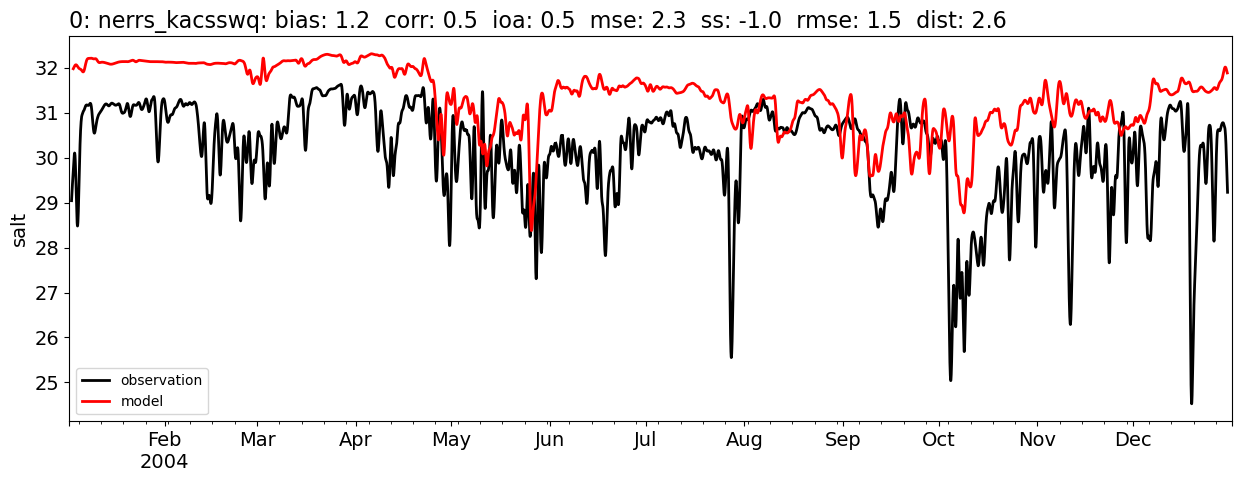 0: nerrs_kacsswq: bias: 1.2  corr: 0.5  ioa: 0.5  mse: 2.3  ss: -1.0  rmse: 1.5  dist: 2.6
salt
32
31
30
29
28
27
26
25
observation
model
Feb Mar Apr May Jun Jul Aug Sep Oct Nov Dec
2004